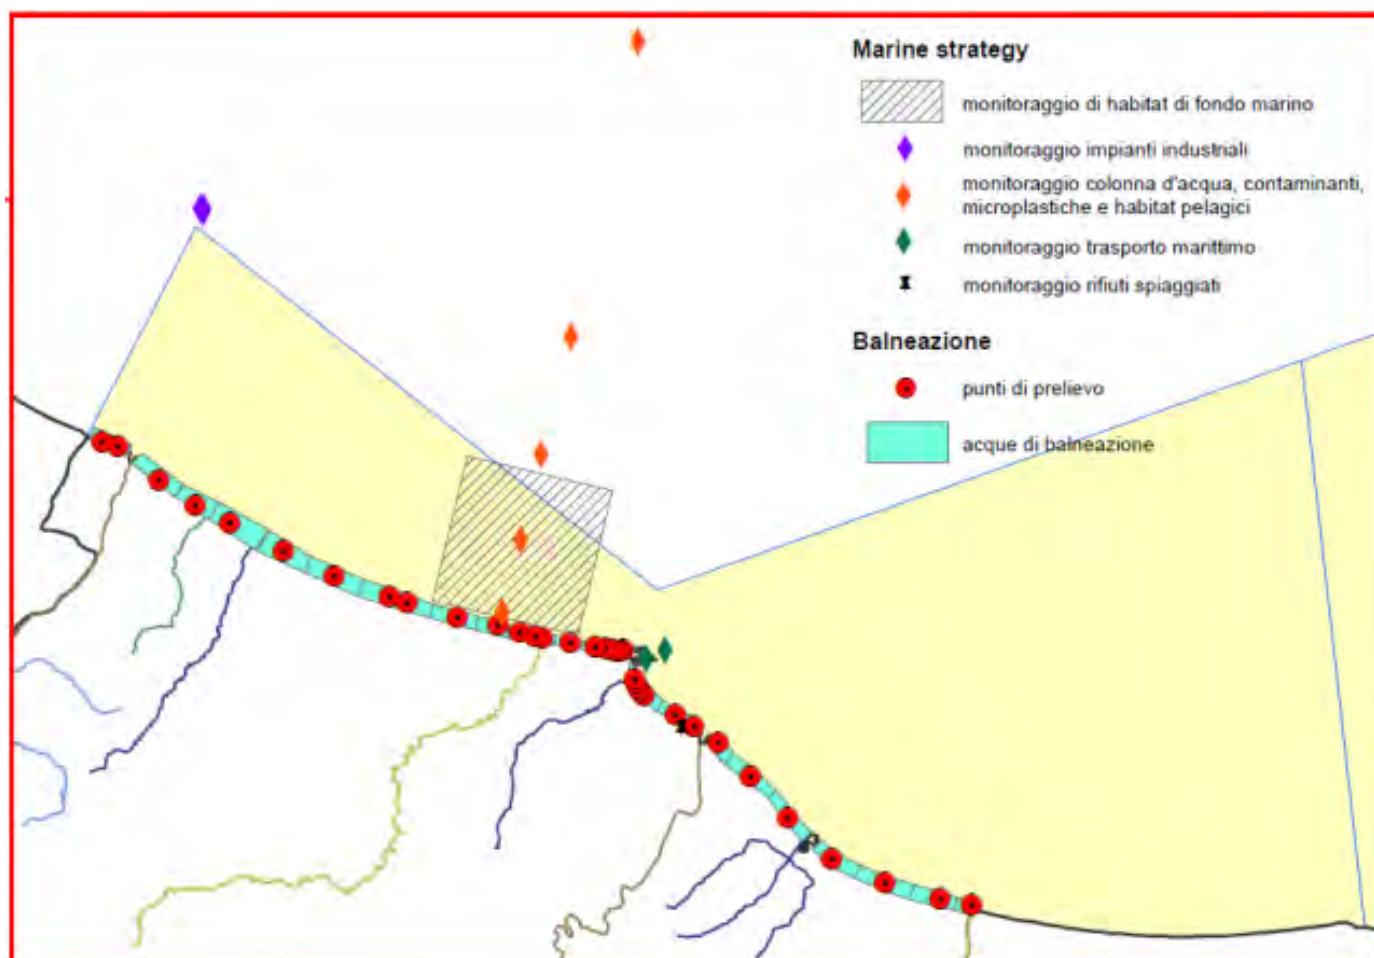 Marine strategy
monitoraggio di habitat di fondo marino
monitoraggio impianti industriali
monitoraggio colonna d'acqua, contaminanti,
microplastiche e habitat pelagici
monitoraggio trasporto marittimo
monitoraggio rifiuti spiaggiati
Balneazione
punti di prelievo
acque di balneazione